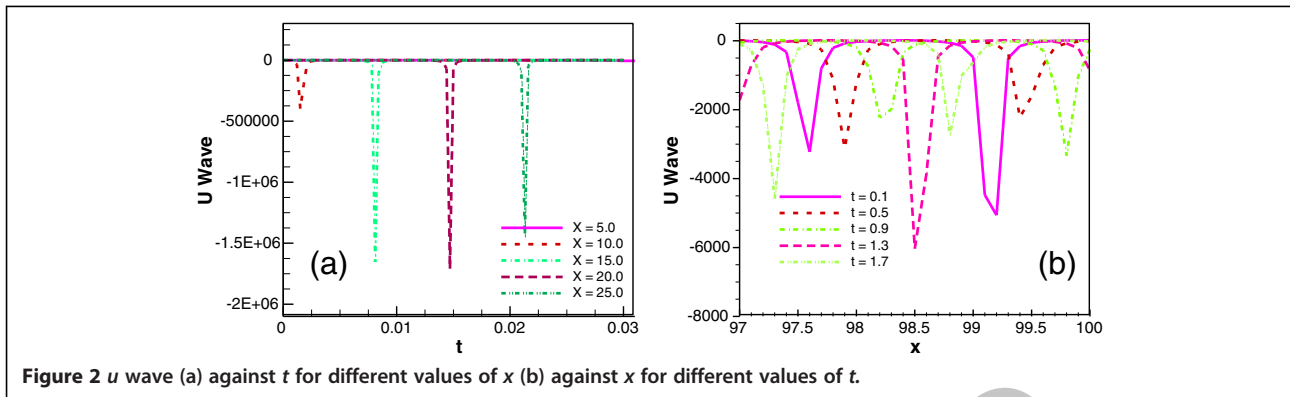 0
-500000
-1E+06
-1.5E+06
-2E+06
U Wave
0 0.01 0.02 0.03
t
X = 5.0
X = 10.0
X = 15.0
X = 20.0
X = 25.0
(a)
0
-2000
-4000
-6000
-8000
U Wave
97 97.5 98 98.5 99 99.5 100
x
t = 0.1
t = 0.5
t = 0.9
t = 1.3
t = 1.7
(b)
Figure 2 u wave (a) against t for different values of x (b) against x for different values of t.